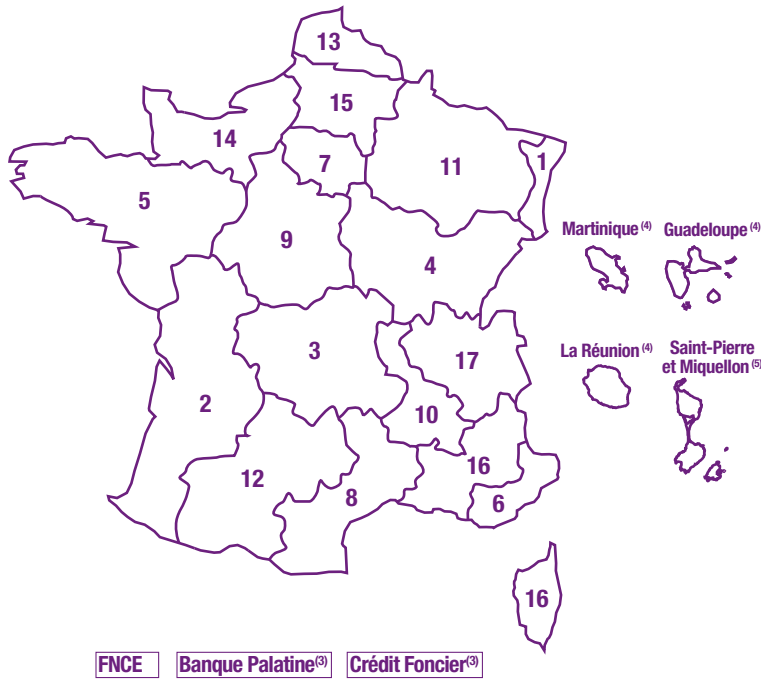 13
15
14
7
1
11
5
Martinique (4) Guadeloupe (4)
9
4
La Réunion (4)
Saint-Pierre
et Miquellon (5)
3
17
2
10
16
12
8
6
16
FNCE
Banque Palatine(3)
Crédit Foncier(3)